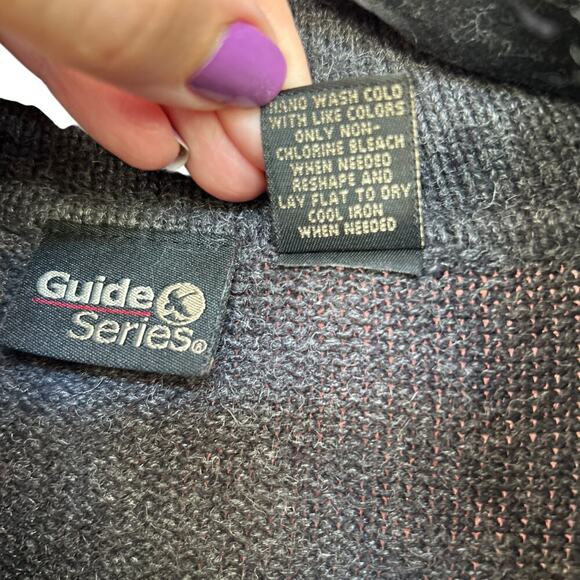 HAND WASH COLD
WITH LIKE COLORS
ONLY NON-
CHLORINE BLEACH
WHEN NEEDED
RESHAPE AND
LAY FLAT TO DRY
COOL IRON
WHEN NEEDED
Guide
Series®